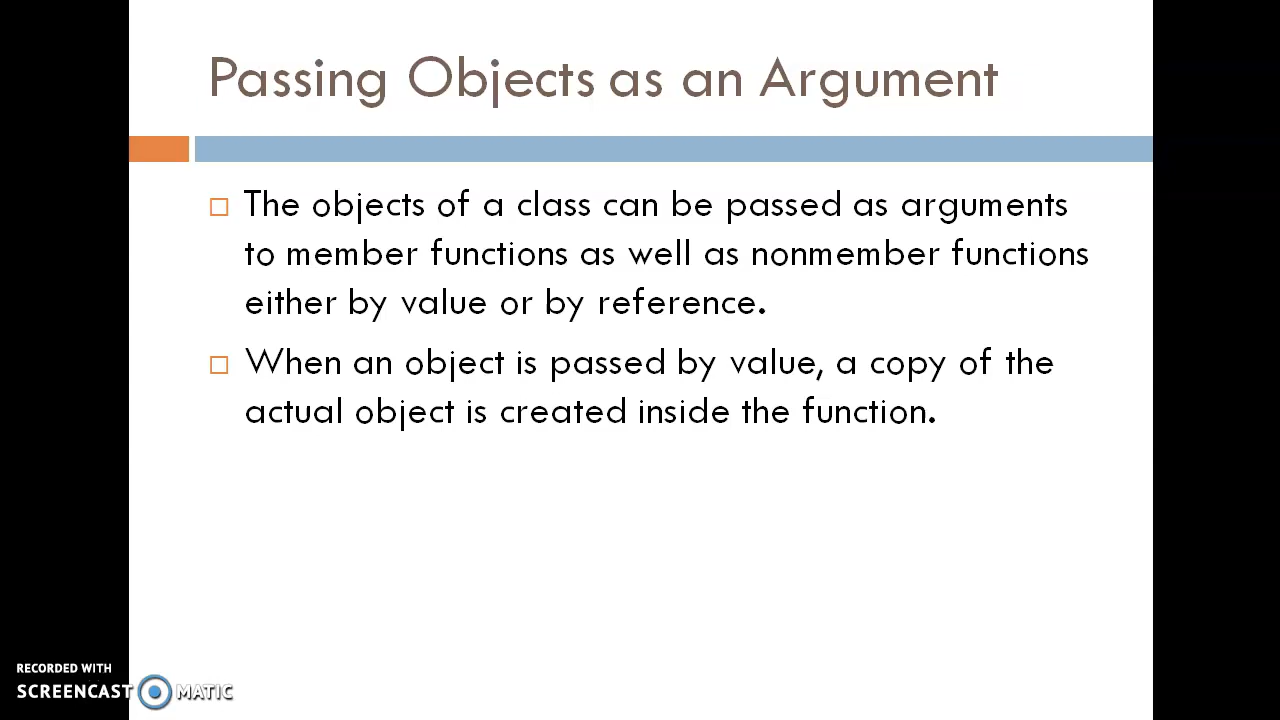 Passing Objects as an Argument
The objects of a class can be passed as arguments
to member functions as well as nonmember functions
either by value or by reference.
When an object is passed by value, a copy of the
actual object is created inside the function.
RECORDED WITH
SCREENCAST MATIC